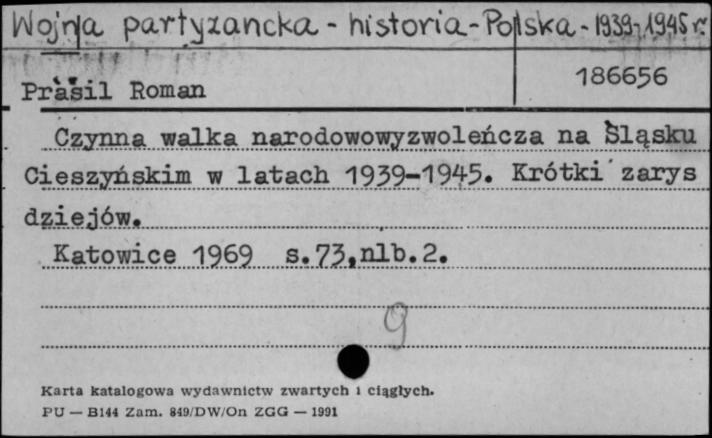 Wojna partyzancka - historia - Polska - 1939-1945 r.
186656
Prášil Roman
Czynna walka narodowowyzwoleńcza na Śląsku
Cieszyńskim w latach 1939-1945. Krótki zarys
dziejów.
Katowice 1969 s.73,nlb.2.
9
Karta katalogowa wydawnictw zwartych i ciągłych.
PU — B144 Zam. 849/DW/On ZGG — 1991